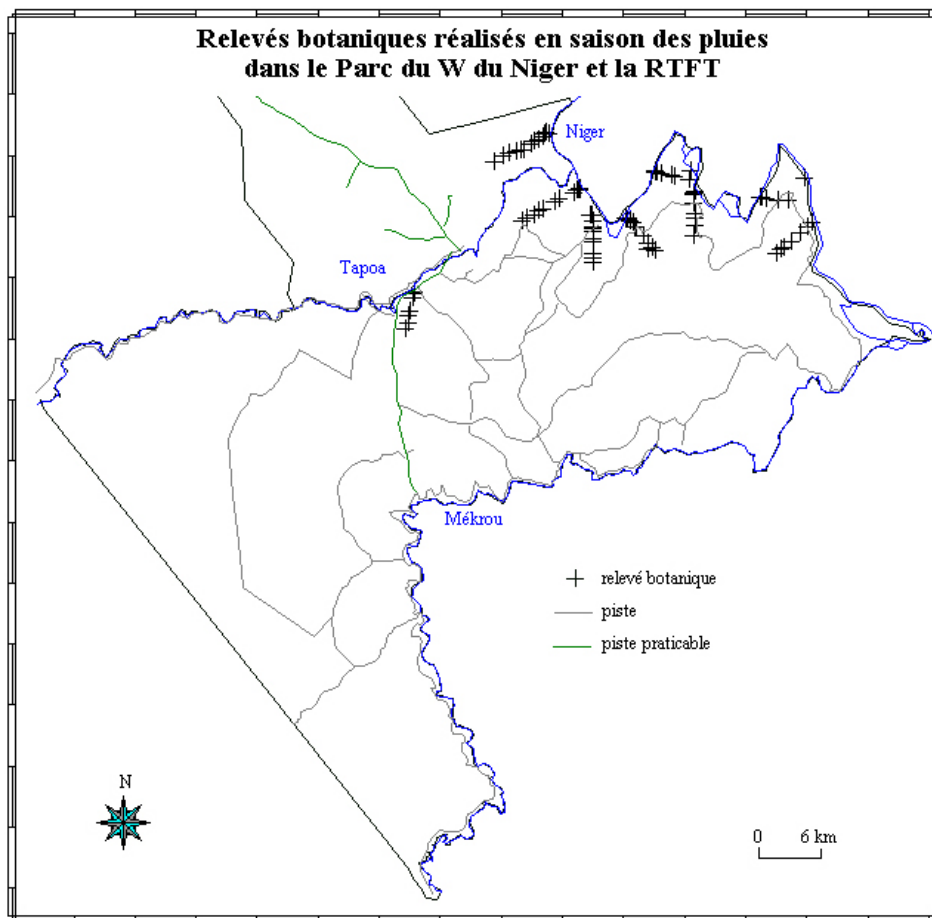 Relevés botaniques réalisés en saison des pluies
dans le Parc du W du Niger et la RTFT
Niger
Tapoa
Mékrou
relevé botanique
piste
piste praticable
N
0 6 km